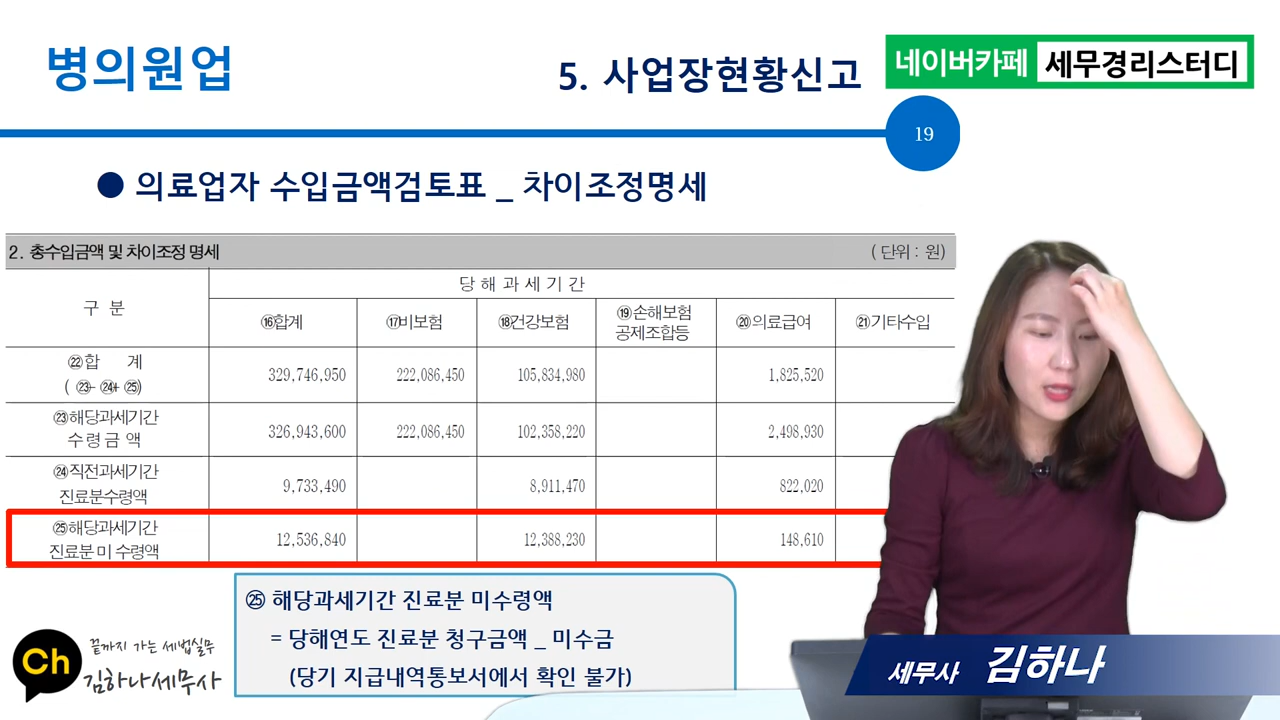 병의원업
5. 사업장현황신고
네이버카페 세무경리스터디
19
● 의료업자 수입금액검토표 _ 차이조정명세
2. 총수입금액 및 차이조정 명세 ( 단위 : 원)
구 분
당 해 과 세 기 간
⑯합계 ⑰비보험 ⑱건강보험 ⑲손해보험 공제조합등 ⑳의료급여 ㉑기타수입
㉒합 계
( ㉓- ㉔+ ㉕)
329,746,950 222,086,450 105,834,980 1,825,520
㉓해당과세기간
수 령 금 액
326,943,600 222,086,450 102,358,220 2,498,930
㉔직전과세기간
진료분수령액
9,733,490 8,911,470 822,020
㉕해당과세기간
진료분 미 수령액
12,536,840 12,388,230 148,610
㉕ 해당과세기간 진료분 미수령액
= 당해연도 진료분 청구금액 _ 미수금
(당기 지급내역통보서에서 확인 불가)
Ch
끝까지 가는 세법실무
김하나세무사
세무사 김하나